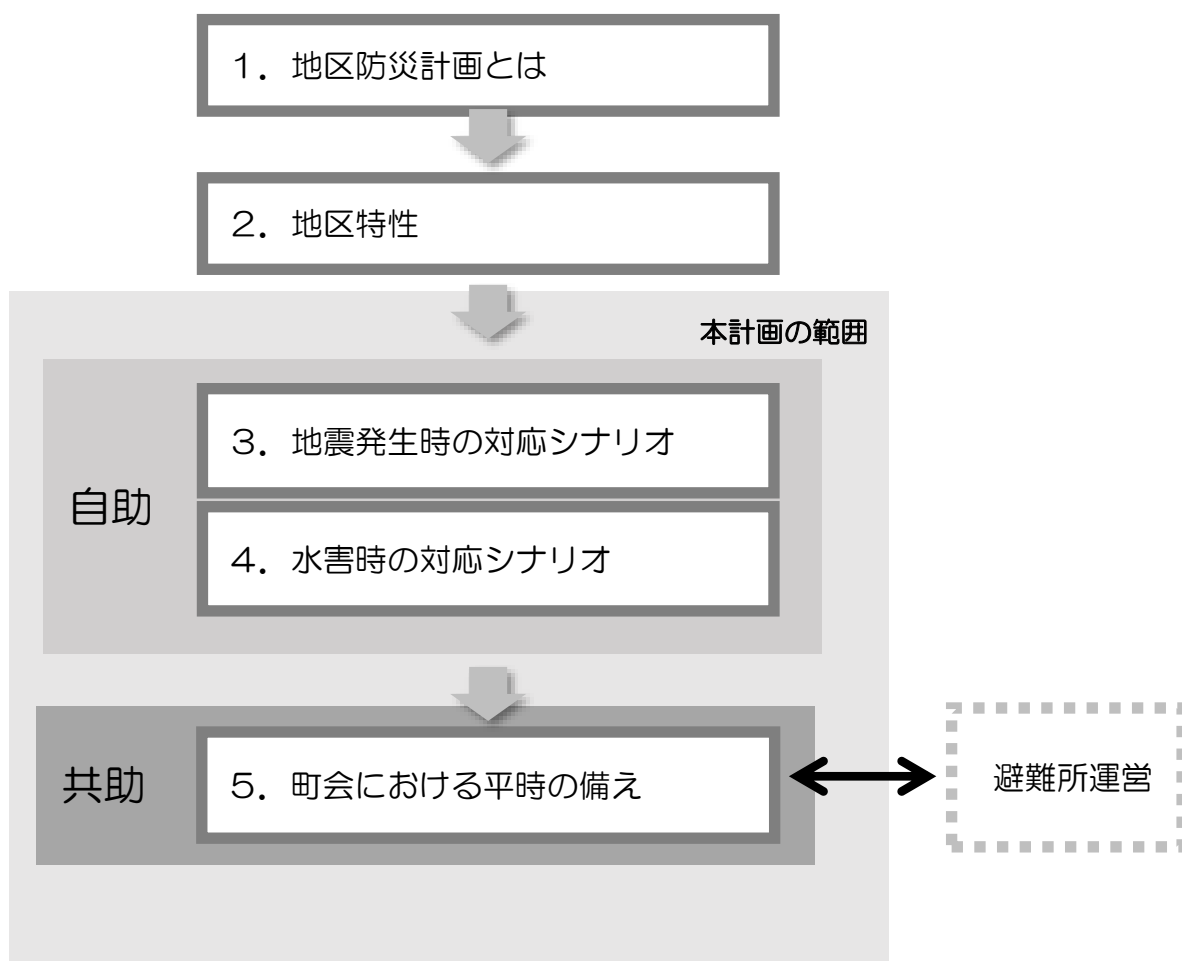 １．地区防災計画とは
２．地区特性
本計画の範囲
自助
３．地震発生時の対応シナリオ
４．水害時の対応シナリオ
共助
５．町会における平時の備え
避難所運営